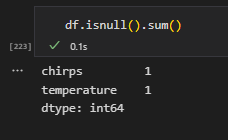 df.isnull().sum()
[223] ✓ 0.1s
... chirps 1
temperature 1
dtype: int64